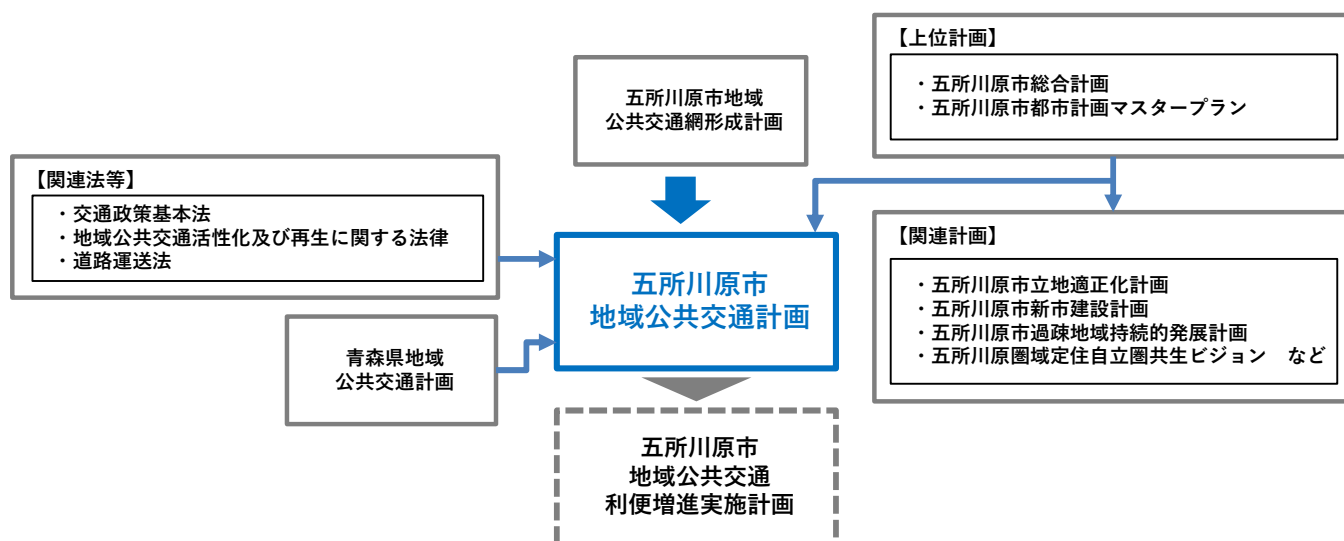 【上位計画】
・五所川原市総合計画
・五所川原市都市計画マスタープラン
五所川原市地域
公共交通網形成計画
【関連法等】
・交通政策基本法
・地域公共交通活性化及び再生に関する法律
・道路運送法
五所川原市
地域公共交通計画
【関連計画】
・五所川原市立地適正化計画
・五所川原市新市建設計画
・五所川原市過疎地域持続的発展計画
・五所川原圏域定住自立圏共生ビジョン　など
青森県地域
公共交通計画
五所川原市
地域公共交通
利便増進実施計画